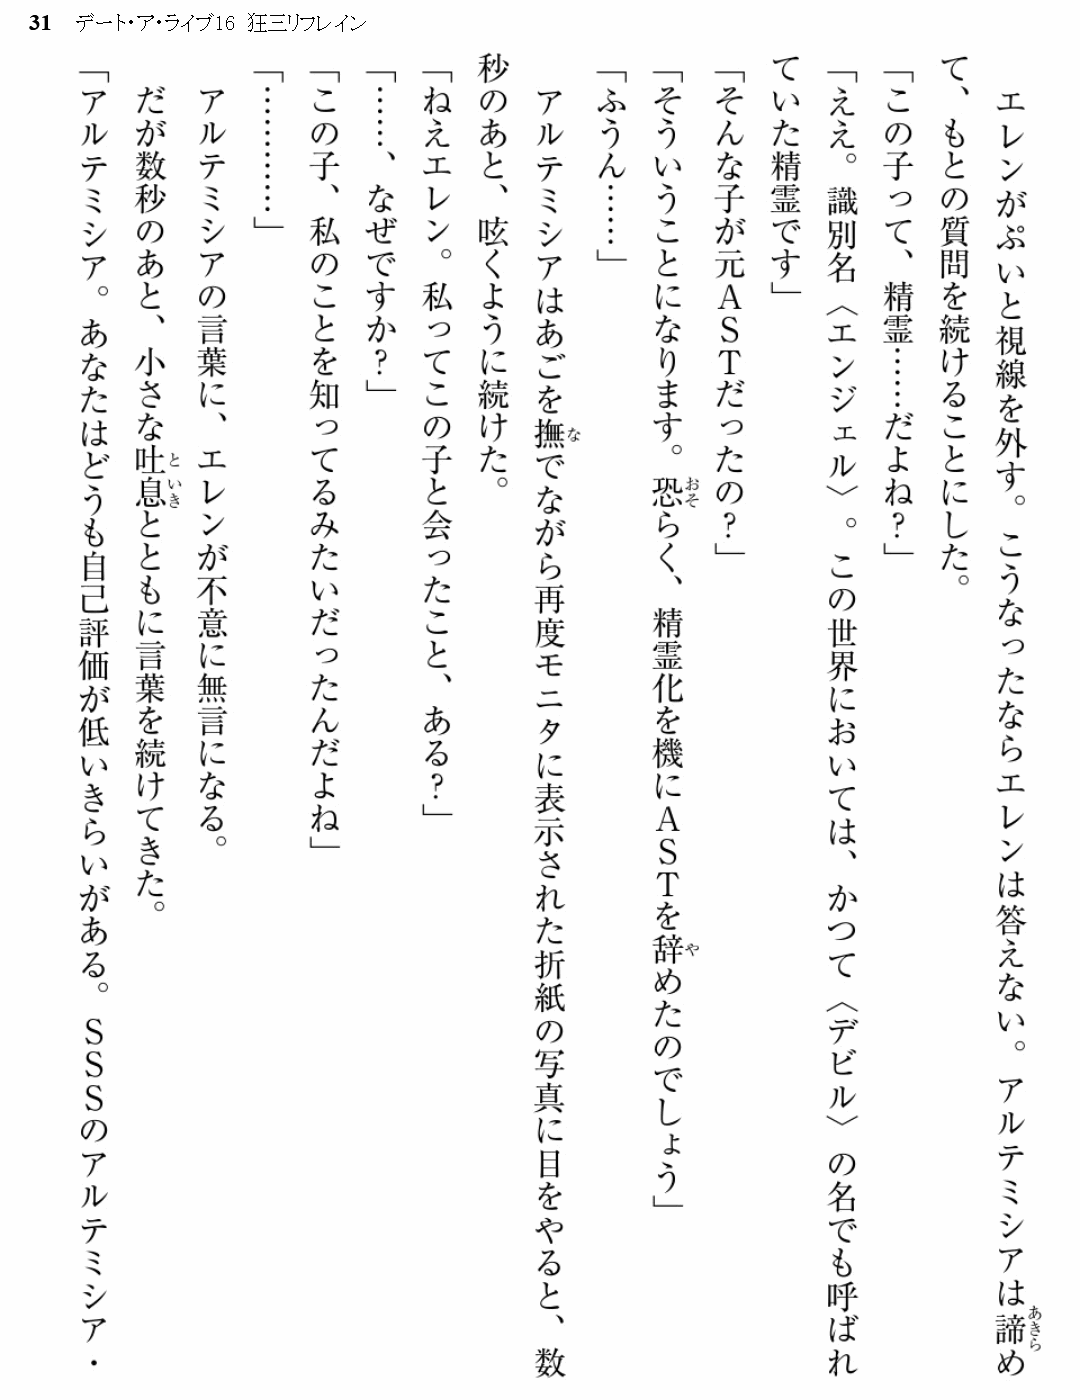 31 デート・ア・ライブ16 狂三リフレイン
エレンがぷいと視線を外す。こうなったならエレンは答えない。アルテミシアは諦め
て、もとの質問を続けることにした。
「この子って、精霊……だよね？」
「ええ。識別名〈エンジェル〉。この世界においては、かつて〈デビル〉の名でも呼ばれ
ていた精霊です」
「そんな子が元ＡＳＴだったの？」
「そういうことになります。恐らく、精霊化を機にＡＳＴを辞めたのでしょう」
「ふうん……」
アルテミシアはあごを撫でながら再度モニタに表示された折紙の写真に目をやると、数
秒のあと、呟くように続けた。
「ねえエレン。私ってこの子と会ったこと、ある？」
「……、なぜですか？」
「この子、私のことを知ってるみたいだったんだよね」
「…………」
アルテミシアの言葉に、エレンが不意に無言になる。
だが数秒のあと、小さな吐息とともに言葉を続けてきた。
「アルテミシア。あなたはどうも自己評価が低いきらいがある。ＳＳＳのアルテミシア・